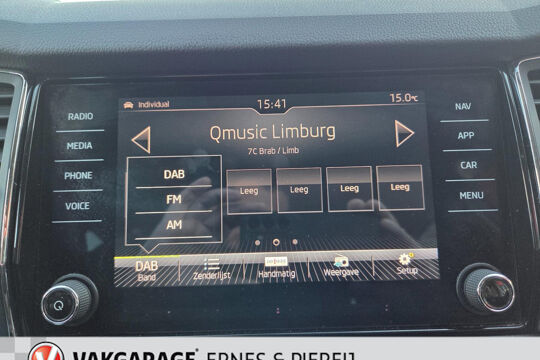 Individual 15:41 15.0°C
RADIO
MEDIA
PHONE
VOICE
Qmusic Limburg
7C Brab / Limb
DAB
FM
AM
Leeg Leeg Leeg Leeg
DAB Band Zenderlijst Handmatig Weergave Setup
NAV
APP
CAR
MENU
VAKGARAGE